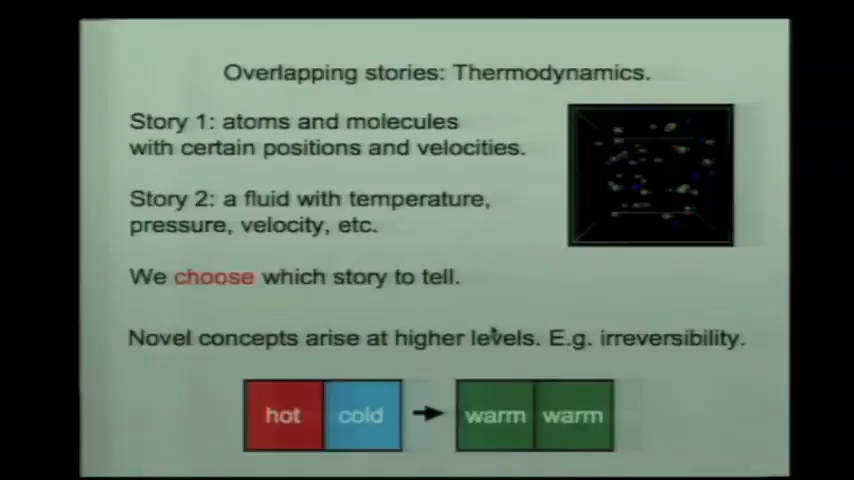 Overlapping stories: Thermodynamics.
Story 1: atoms and molecules
with certain positions and velocities.
Story 2: a fluid with temperature,
pressure, velocity, etc.
We choose which story to tell.
Novel concepts arise at higher levels. E.g. irreversibility.
hot cold warm warm